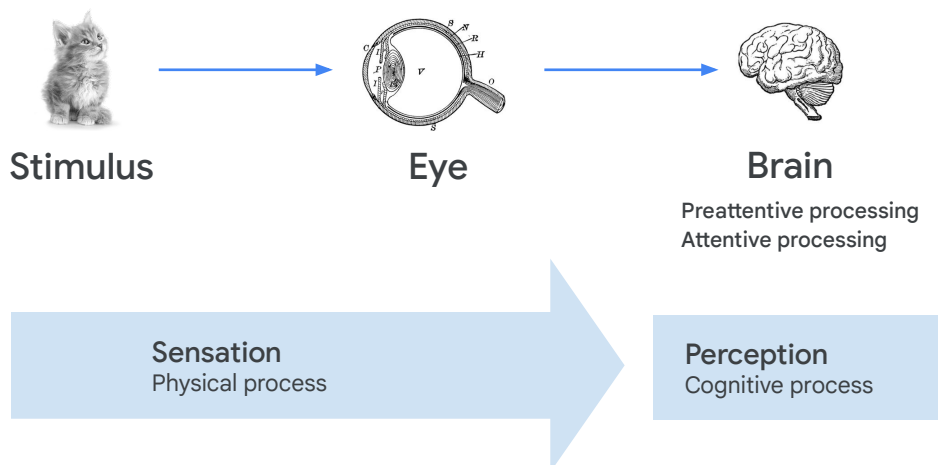 C
I
P
I
V
S
N
R
H
O
S
Stimulus
Eye
Brain
Preattentive processing
Attentive processing
Sensation
Physical process
Perception
Cognitive process